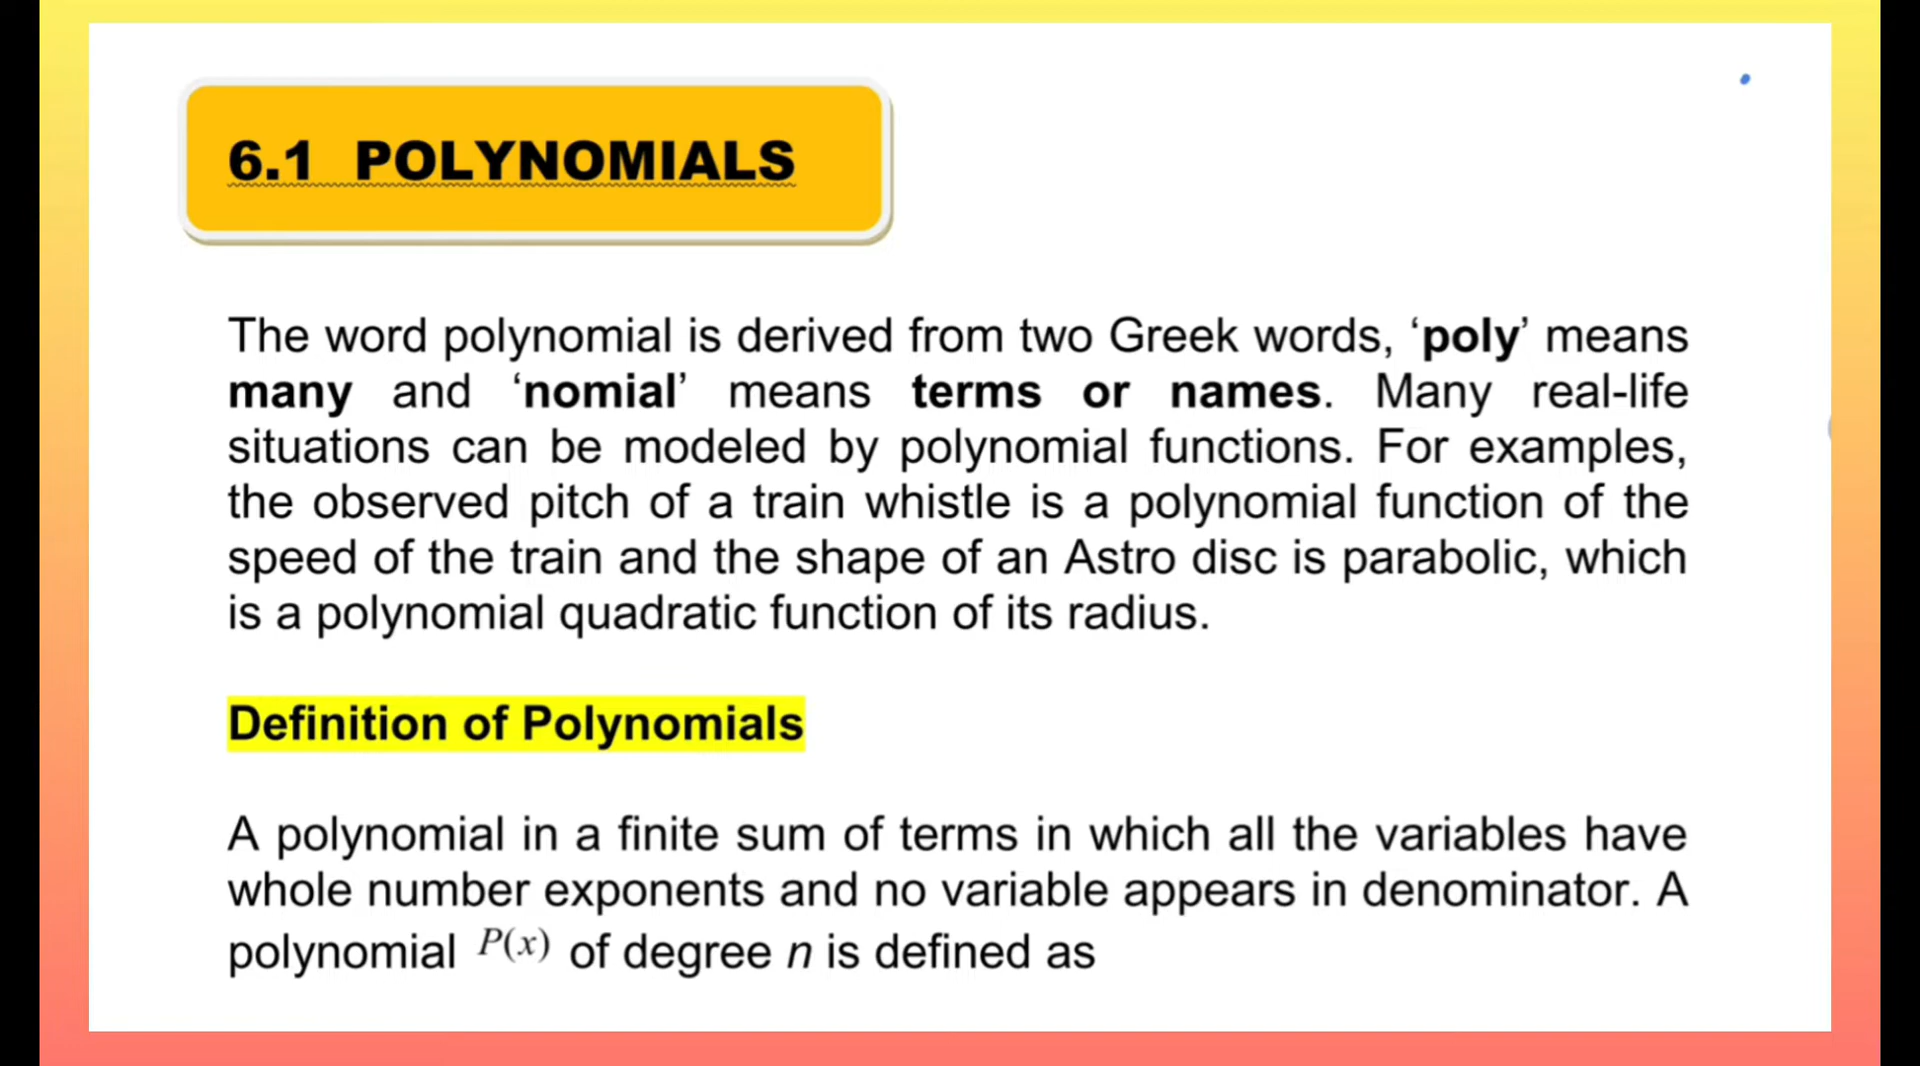 6.1 POLYNOMIALS
The word polynomial is derived from two Greek words, ‘poly’ means
many and ‘nomial’ means terms or names. Many real-life
situations can be modeled by polynomial functions. For examples,
the observed pitch of a train whistle is a polynomial function of the
speed of the train and the shape of an Astro disc is parabolic, which
is a polynomial quadratic function of its radius.
Definition of Polynomials
A polynomial in a finite sum of terms in which all the variables have
whole number exponents and no variable appears in denominator. A
polynomial P(x) of degree n is defined as